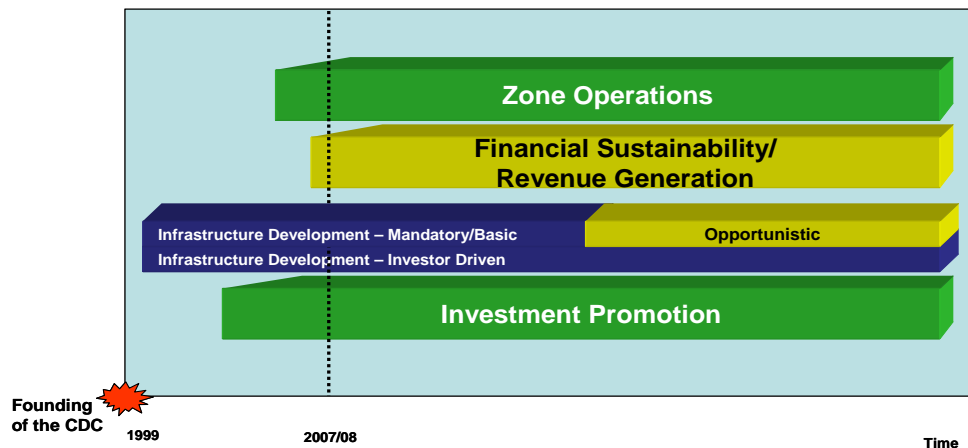 Zone Operations
Financial Sustainability/
Revenue Generation
Infrastructure Development – Mandatory/Basic
Opportunistic
Infrastructure Development – Investor Driven
Investment Promotion
Founding
of the CDC
1999
2007/08
Time